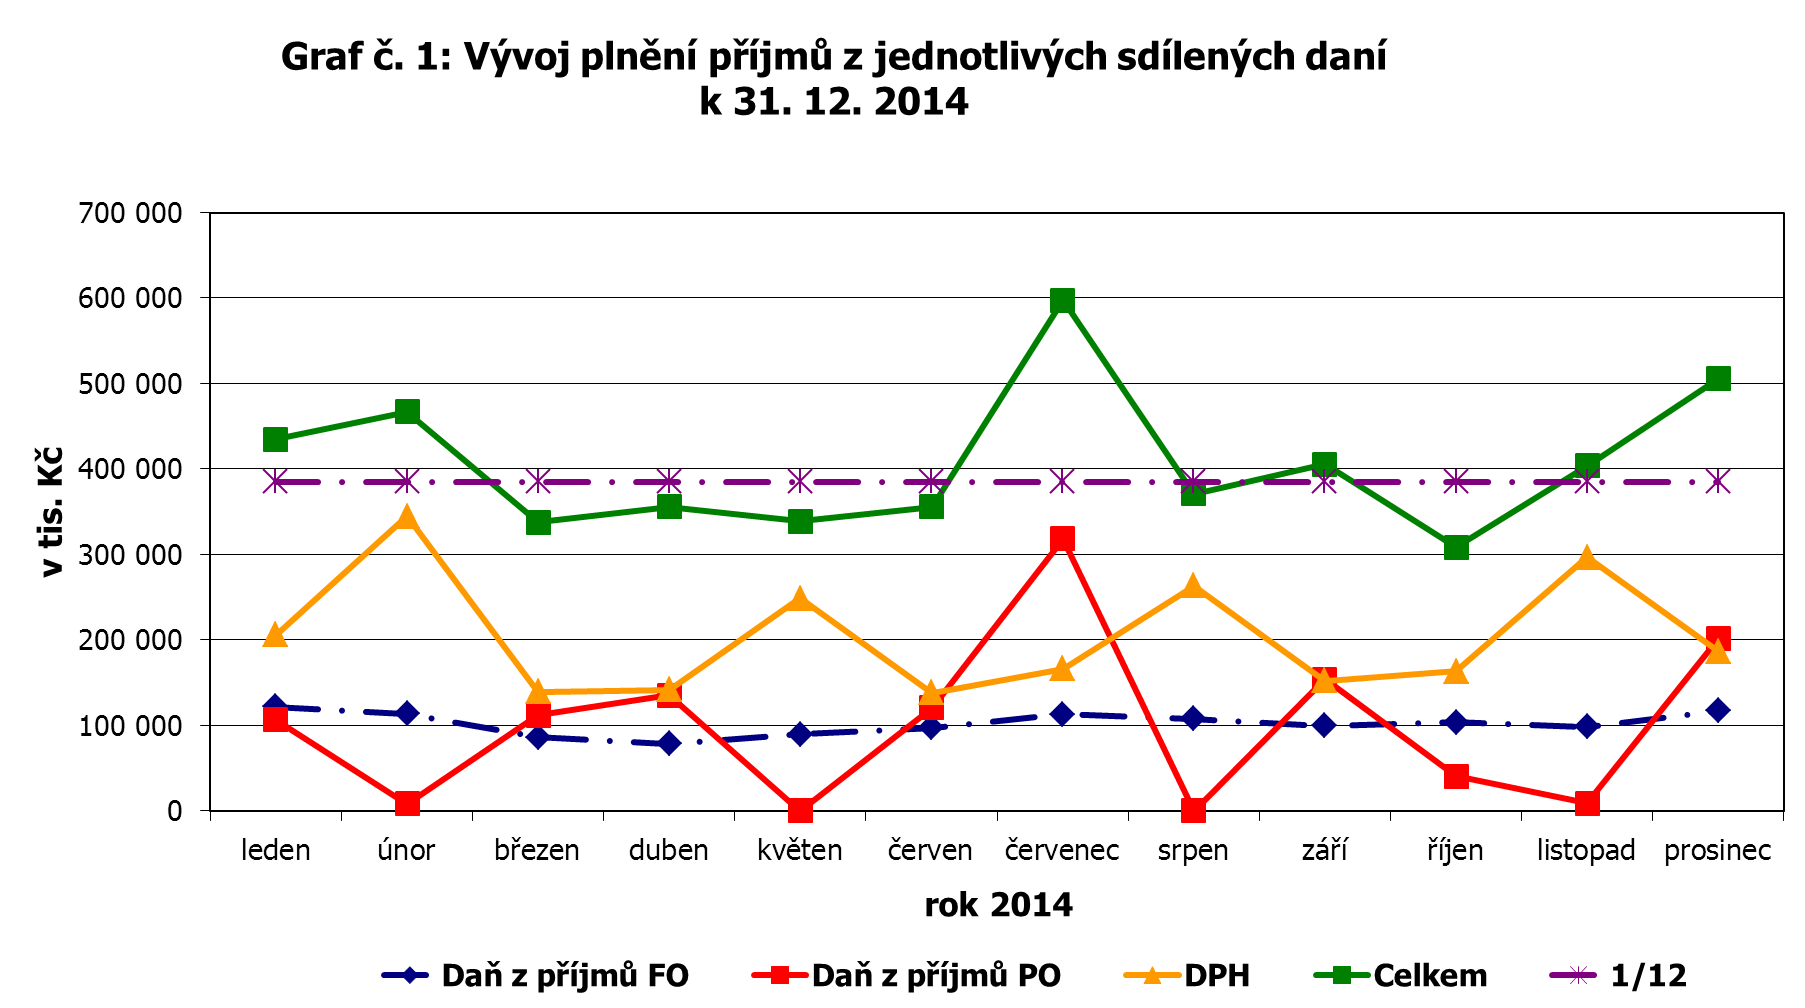 Graf č. 1: Vývoj plnění příjmů z jednotlivých sdílených daní
k 31. 12. 2014
700 000
600 000
500 000
400 000
300 000
200 000
100 000
0
v tis. Kč
leden únor březen duben květen červen červenec srpen září říjen listopad prosinec
rok 2014
Daň z příjmů FO Daň z příjmů PO DPH Celkem 1/12